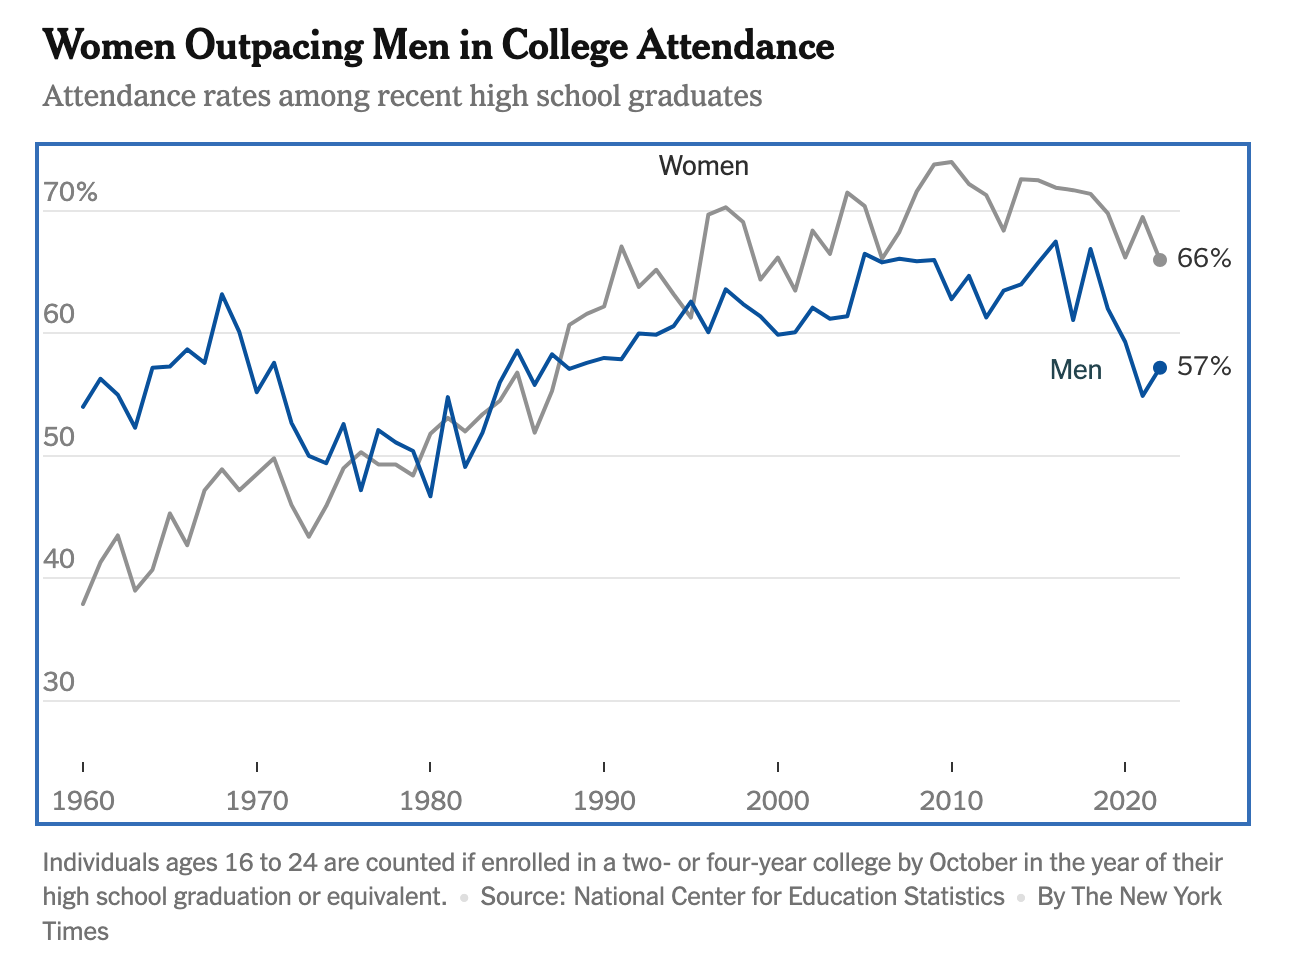 Women Outpacing Men in College Attendance
Attendance rates among recent high school graduates
Women
70%
66%
60
57%
Men
50
40
30
1960 1970 1980 1990 2000 2010 2020
Individuals ages 16 to 24 are counted if enrolled in a two- or four-year college by October in the year of their
high school graduation or equivalent. • Source: National Center for Education Statistics • By The New York
Times